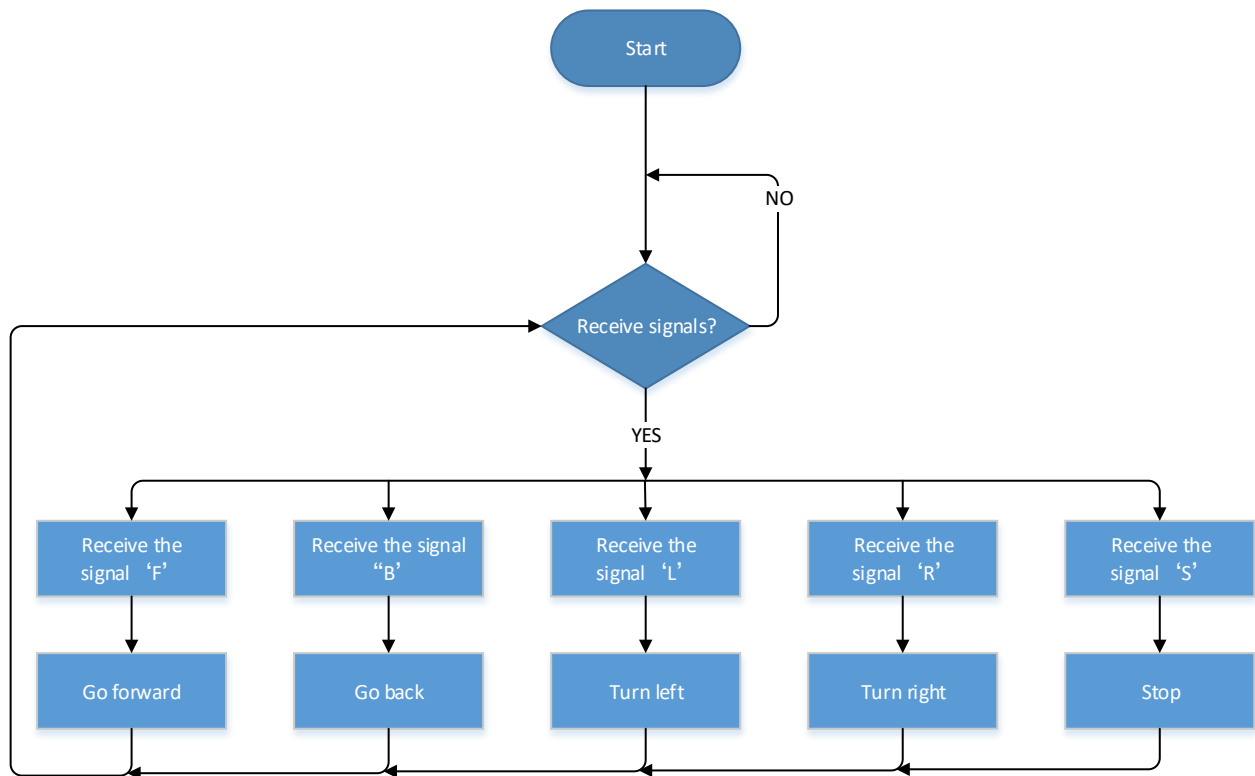 Start
NO
Receive signals?
YES
Receive the
signal ‘F’
Receive the signal
“B’
Receive the
signal ‘L’
Receive the
signal ‘R’
Receive the
signal ‘S’
Go forward
Go back
Turn left
Turn right
Stop